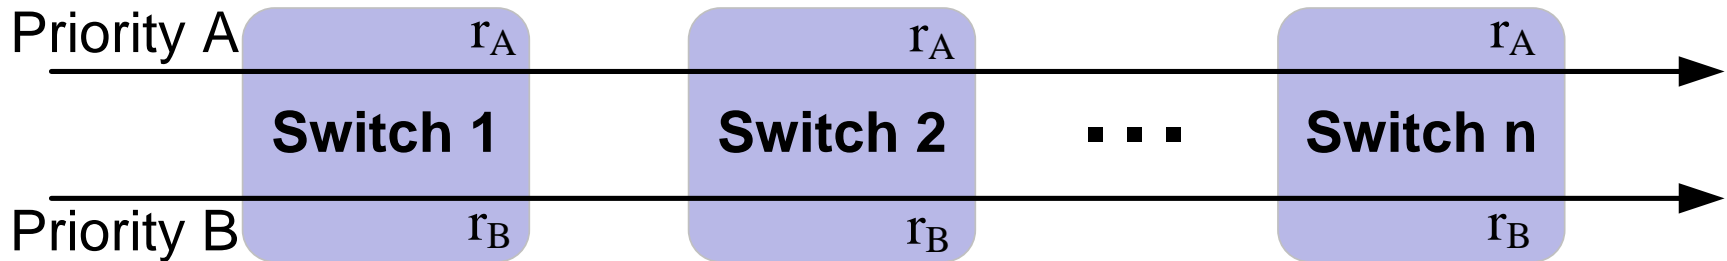 Priority A r_A r_A r_A
Switch 1 Switch 2 ... Switch n
Priority B r_B r_B r_B